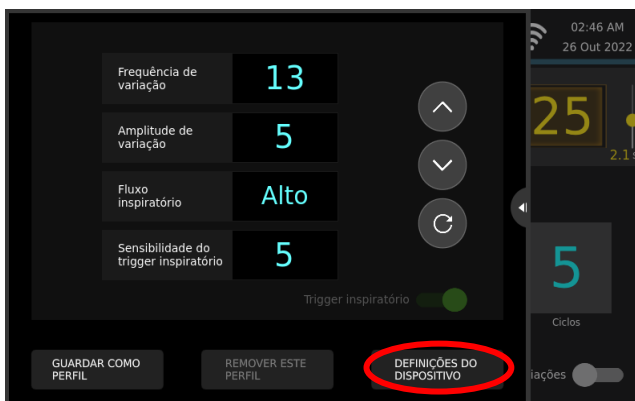 02:46 AM
26 Out 2022
Frequência de
variação
13
Amplitude de
variação
5
Fluxo
inspiratório
Alto
Sensibilidade do
trigger inspiratório
5
Trigger inspiratório
25
2.1
5
Ciclos
GUARDAR COMO
PERFIL
REMOVER ESTE
PERFIL
DEFINIÇÕES DO
DISPOSITIVO
iações